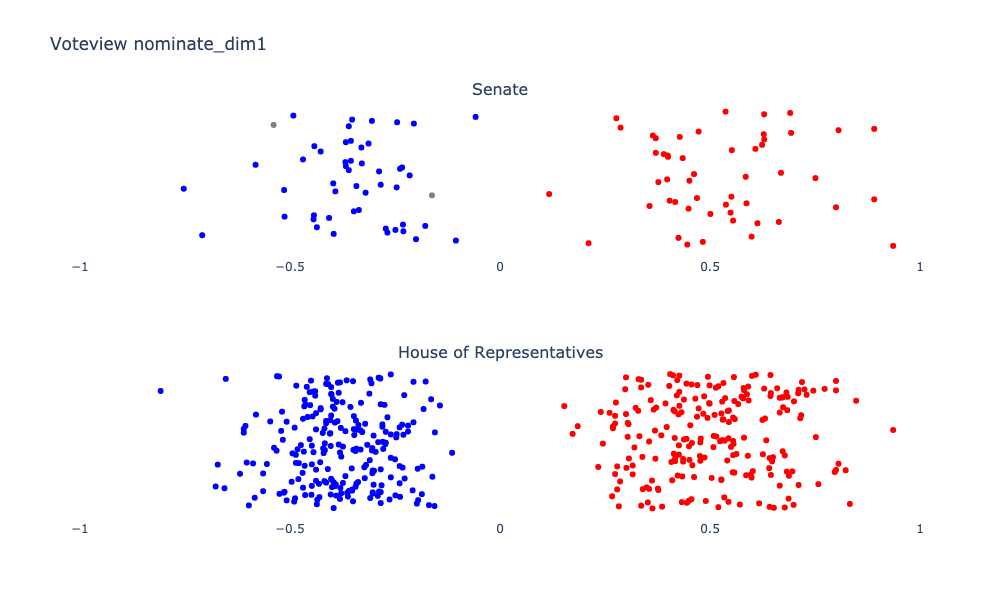 Voteview nominate_dim1
Senate
−1 −0.5 0 0.5 1
House of Representatives
−1 −0.5 0 0.5 1